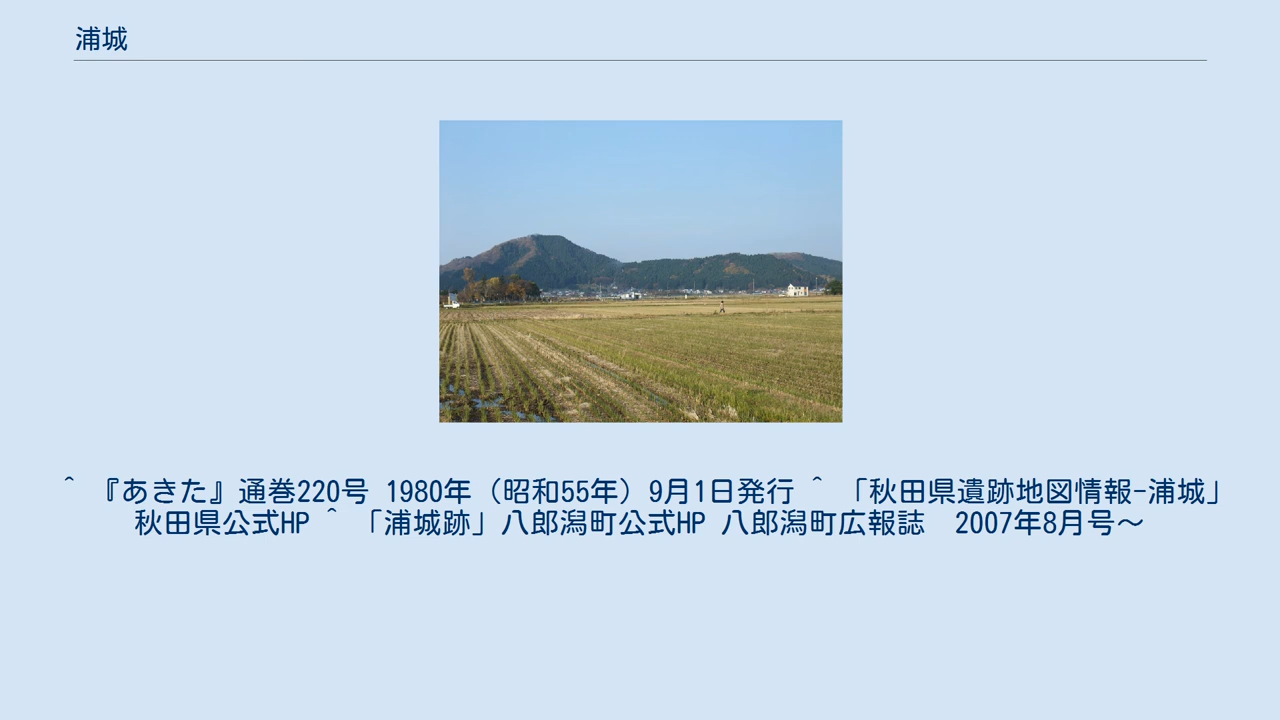 浦城
^ 『あきた』通巻220号 1980年（昭和55年）9月1日発行 ^ 「秋田県遺跡地図情報-浦城」
秋田県公式HP ^ 「浦城跡」八郎潟町公式HP 八郎潟町広報誌　2007年8月号～